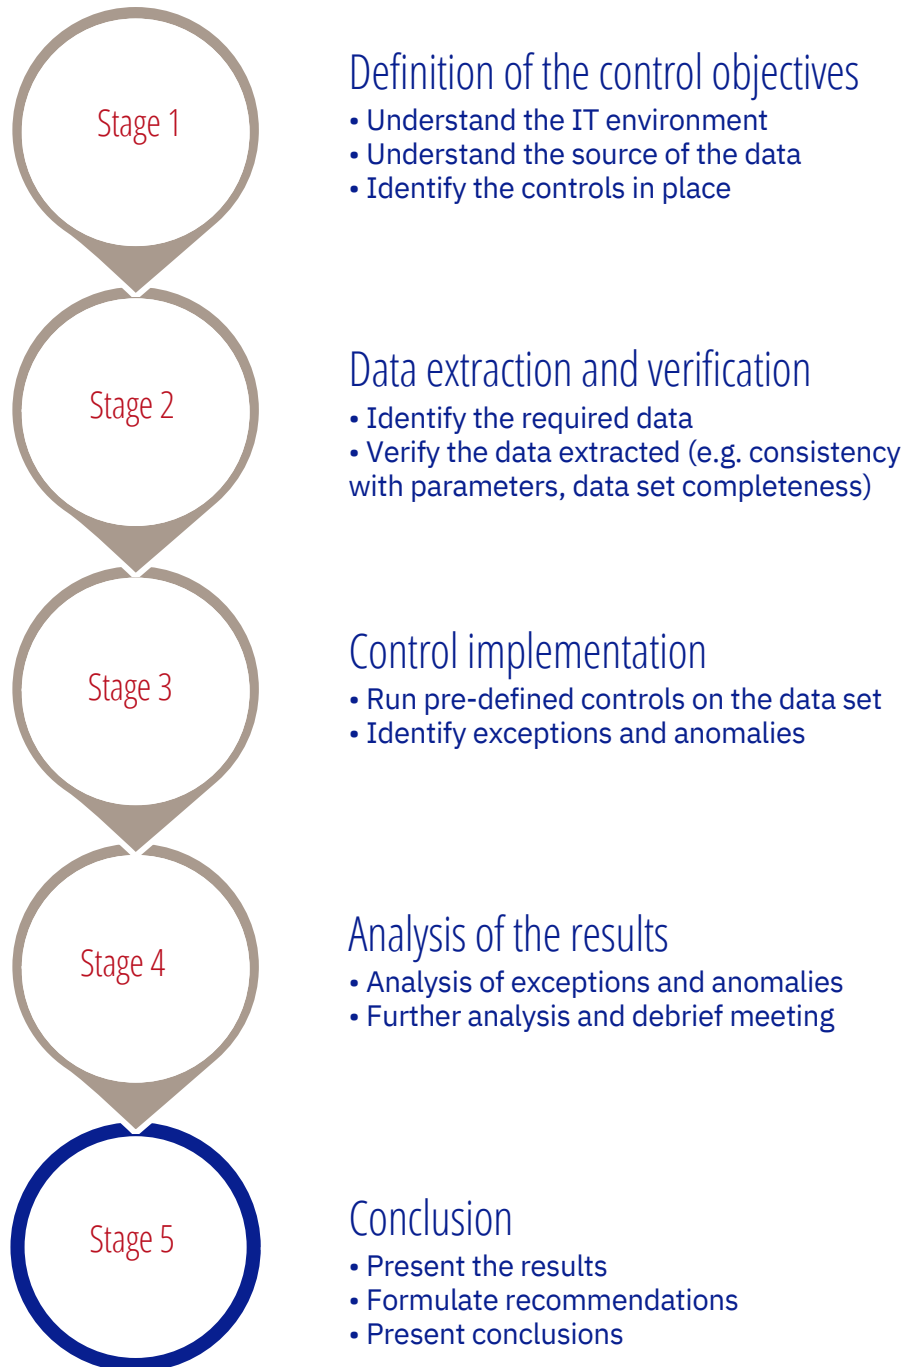 Stage 1
Definition of the control objectives
• Understand the IT environment
• Understand the source of the data
• Identify the controls in place
Stage 2
Data extraction and verification
• Identify the required data
• Verify the data extracted (e.g. consistency
with parameters, data set completeness)
Stage 3
Control implementation
• Run pre-defined controls on the data set
• Identify exceptions and anomalies
Stage 4
Analysis of the results
• Analysis of exceptions and anomalies
• Further analysis and debrief meeting
Stage 5
Conclusion
• Present the results
• Formulate recommendations
• Present conclusions